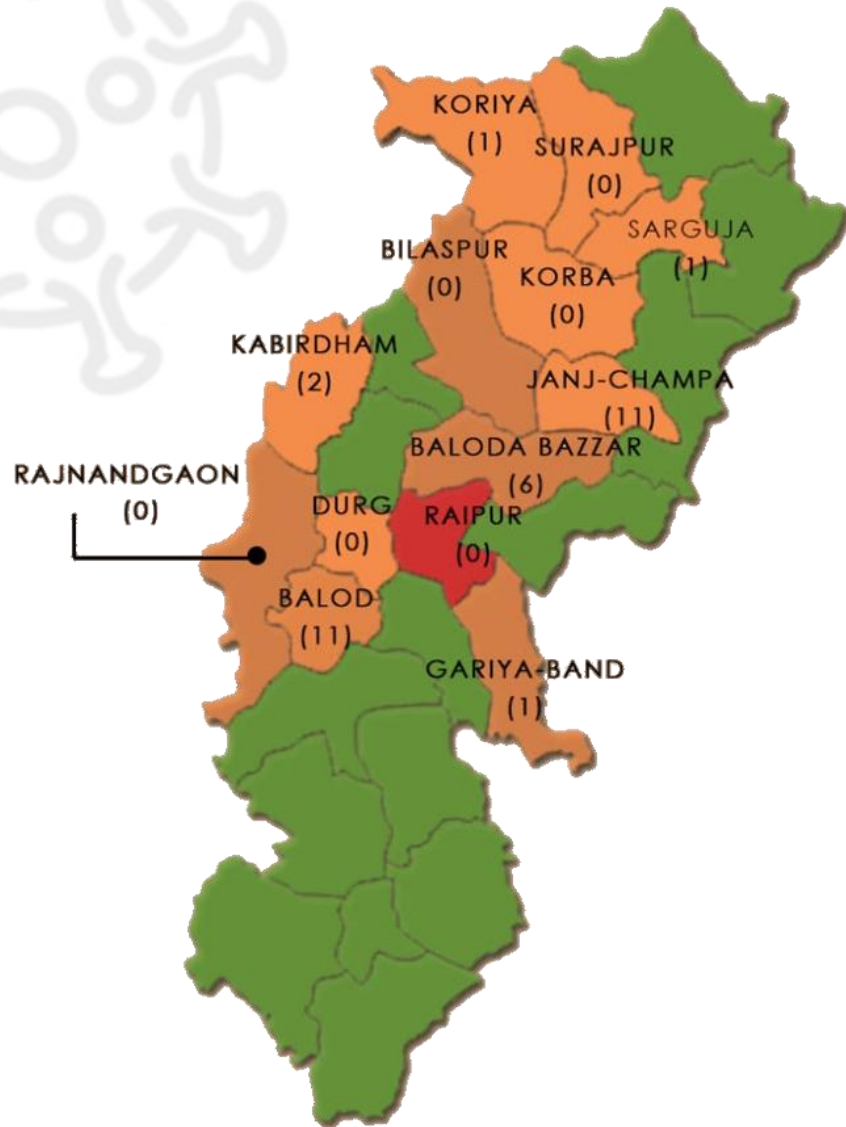 KORIYA
(1)
SURAJPUR
(0)
SARGUJA
(1)
BILASPUR
(0)
KORBA
(0)
KABIRDHAM
(2)
JANJ-CHAMPA
(11)
BALODA BAZZAR
(6)
RAJNANDGAON
(0)
DURG
(0)
RAIPUR
(0)
BALOD
(11)
GARIYA-BAND
(1)